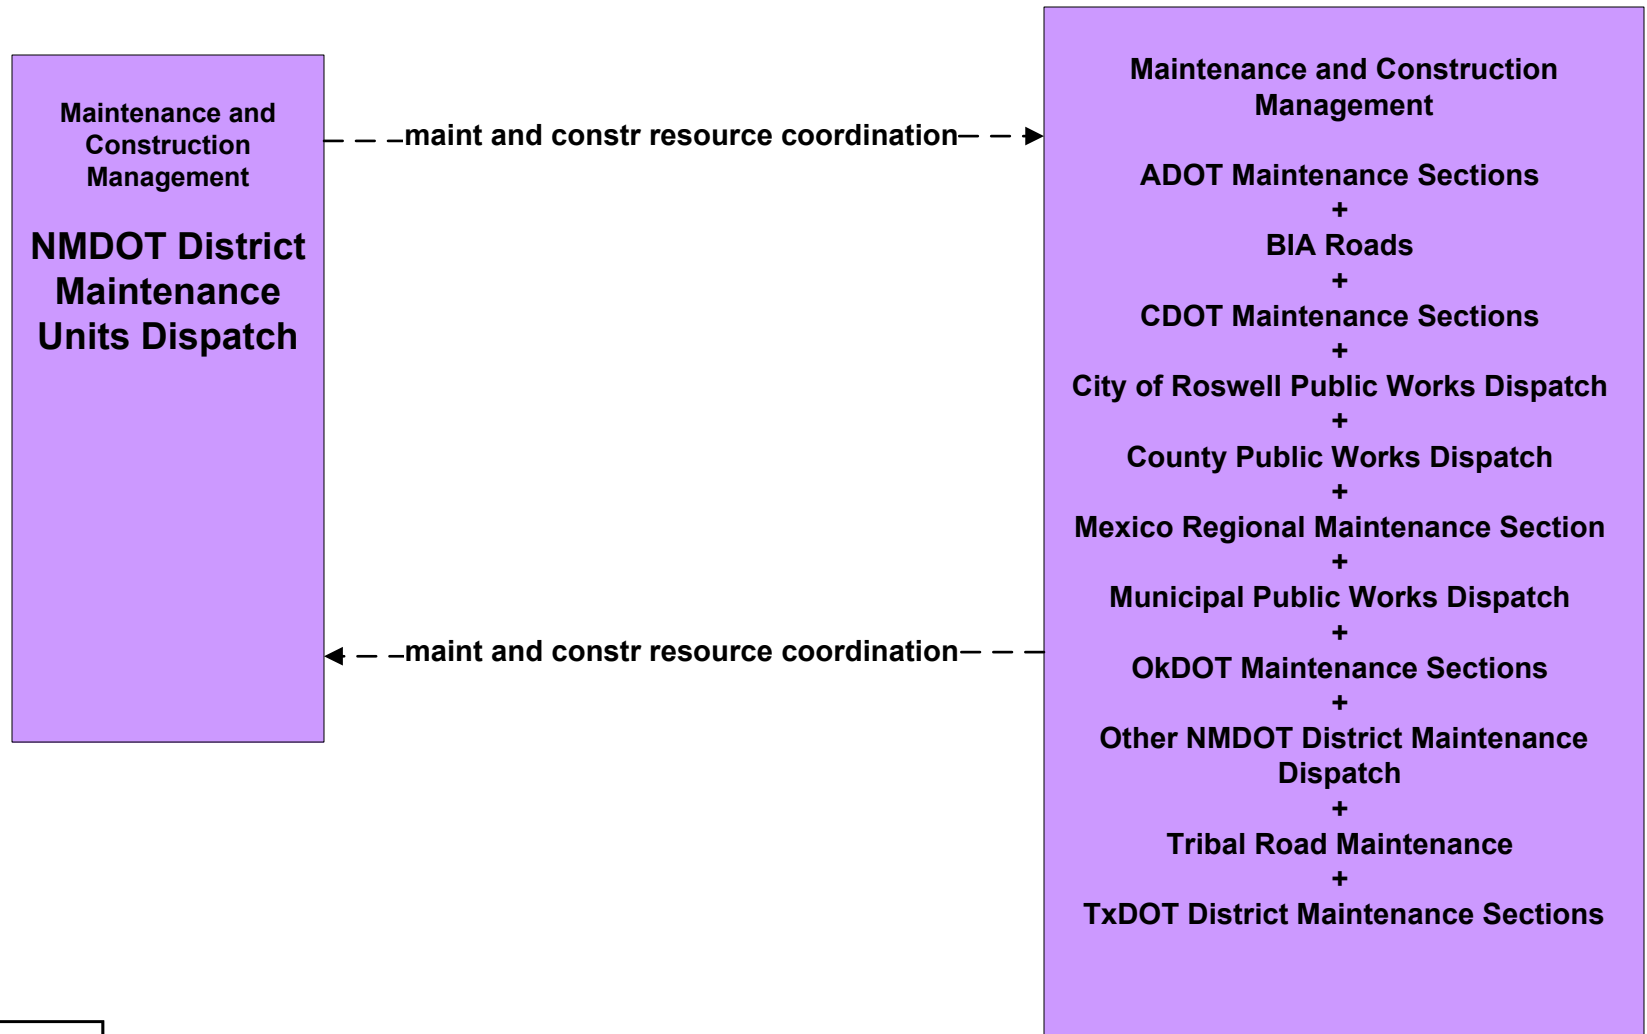 Maintenance and
Construction
Management
NMDOT District
Maintenance
Units Dispatch
maint and constr resource coordination
maint and constr resource coordination
Maintenance and Construction
Management
ADOT Maintenance Sections
+
BIA Roads
+
CDOT Maintenance Sections
+
City of Roswell Public Works Dispatch
+
County Public Works Dispatch
+
Mexico Regional Maintenance Section
+
Municipal Public Works Dispatch
+
OkDOT Maintenance Sections
+
Other NMDOT District Maintenance
Dispatch
+
Tribal Road Maintenance
+
TxDOT District Maintenance Sections